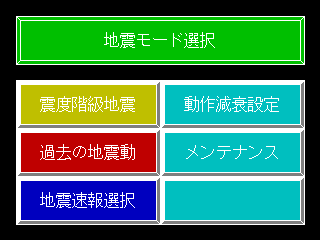 地震モード選択
震度階級地震
動作減衰設定
過去の地震動
メンテナンス
地震速報選択